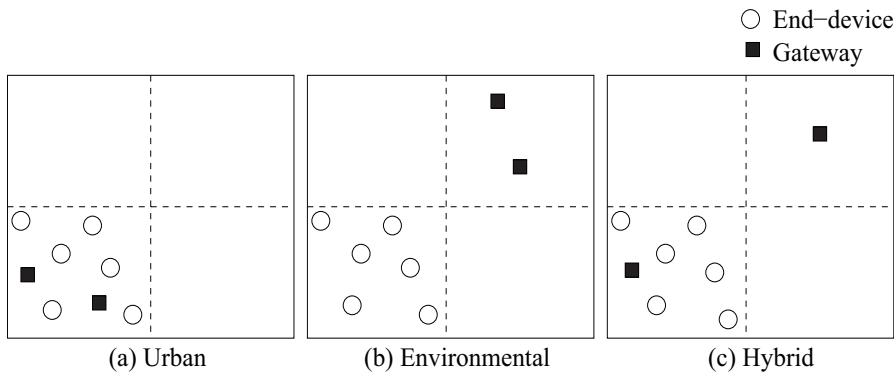 End−device
Gateway
(a) Urban
(b) Environmental
(c) Hybrid